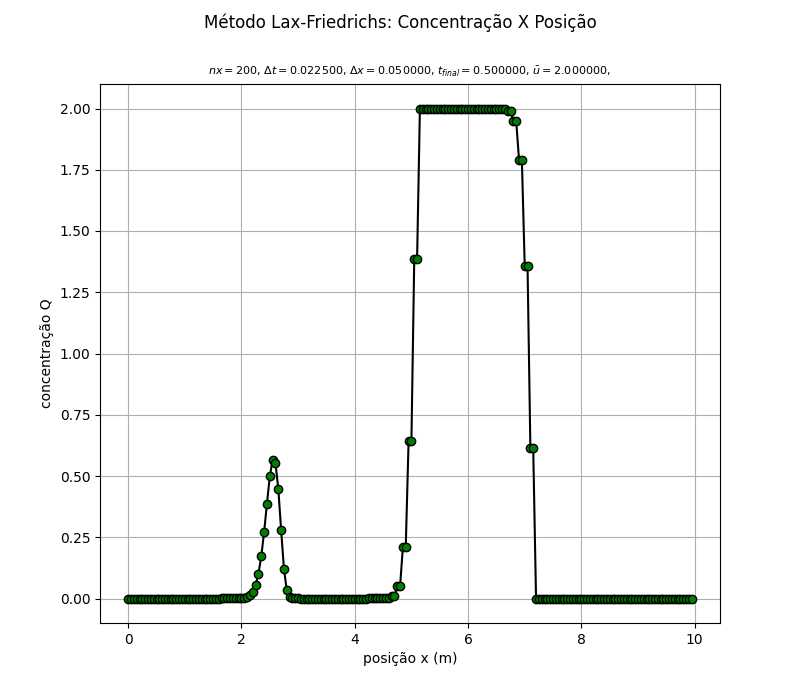 Método Lax-Friedrichs: Concentração X Posição
nx = 200, Δt = 0.022500, Δx = 0.050000, t_final = 0.500000, ū = 2.000000,
2.00
1.75
1.50
1.25
1.00
0.75
0.50
0.25
0.00
concentração Q
0 2 4 6 8 10
posição x (m)